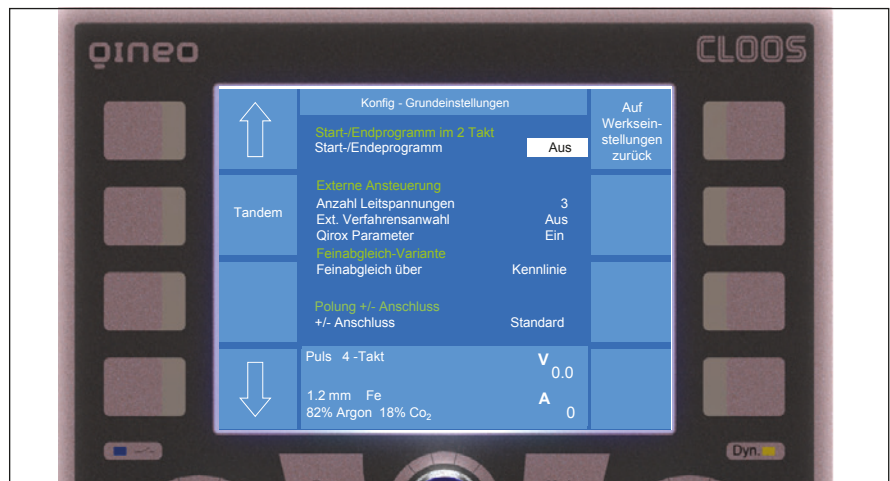 QINEO
CLOOS
Konfig - Grundeinstellungen
Auf
Werksein-
stellungen
zurück
Start-/Endprogramm im 2 Takt
Start-/Endeprogramm Aus
Tandem
Externe Ansteuerung
Anzahl Leitspannungen 3
Ext. Verfahrensanwahl Aus
Qirox Parameter Ein
Feinabgleich-Variante
Feinabgleich über Kennlinie
Polung +/- Anschluss
+/- Anschluss Standard
Puls 4 -Takt V
0.0
1.2 mm Fe A
82% Argon 18% Co₂ 0
Dyn.